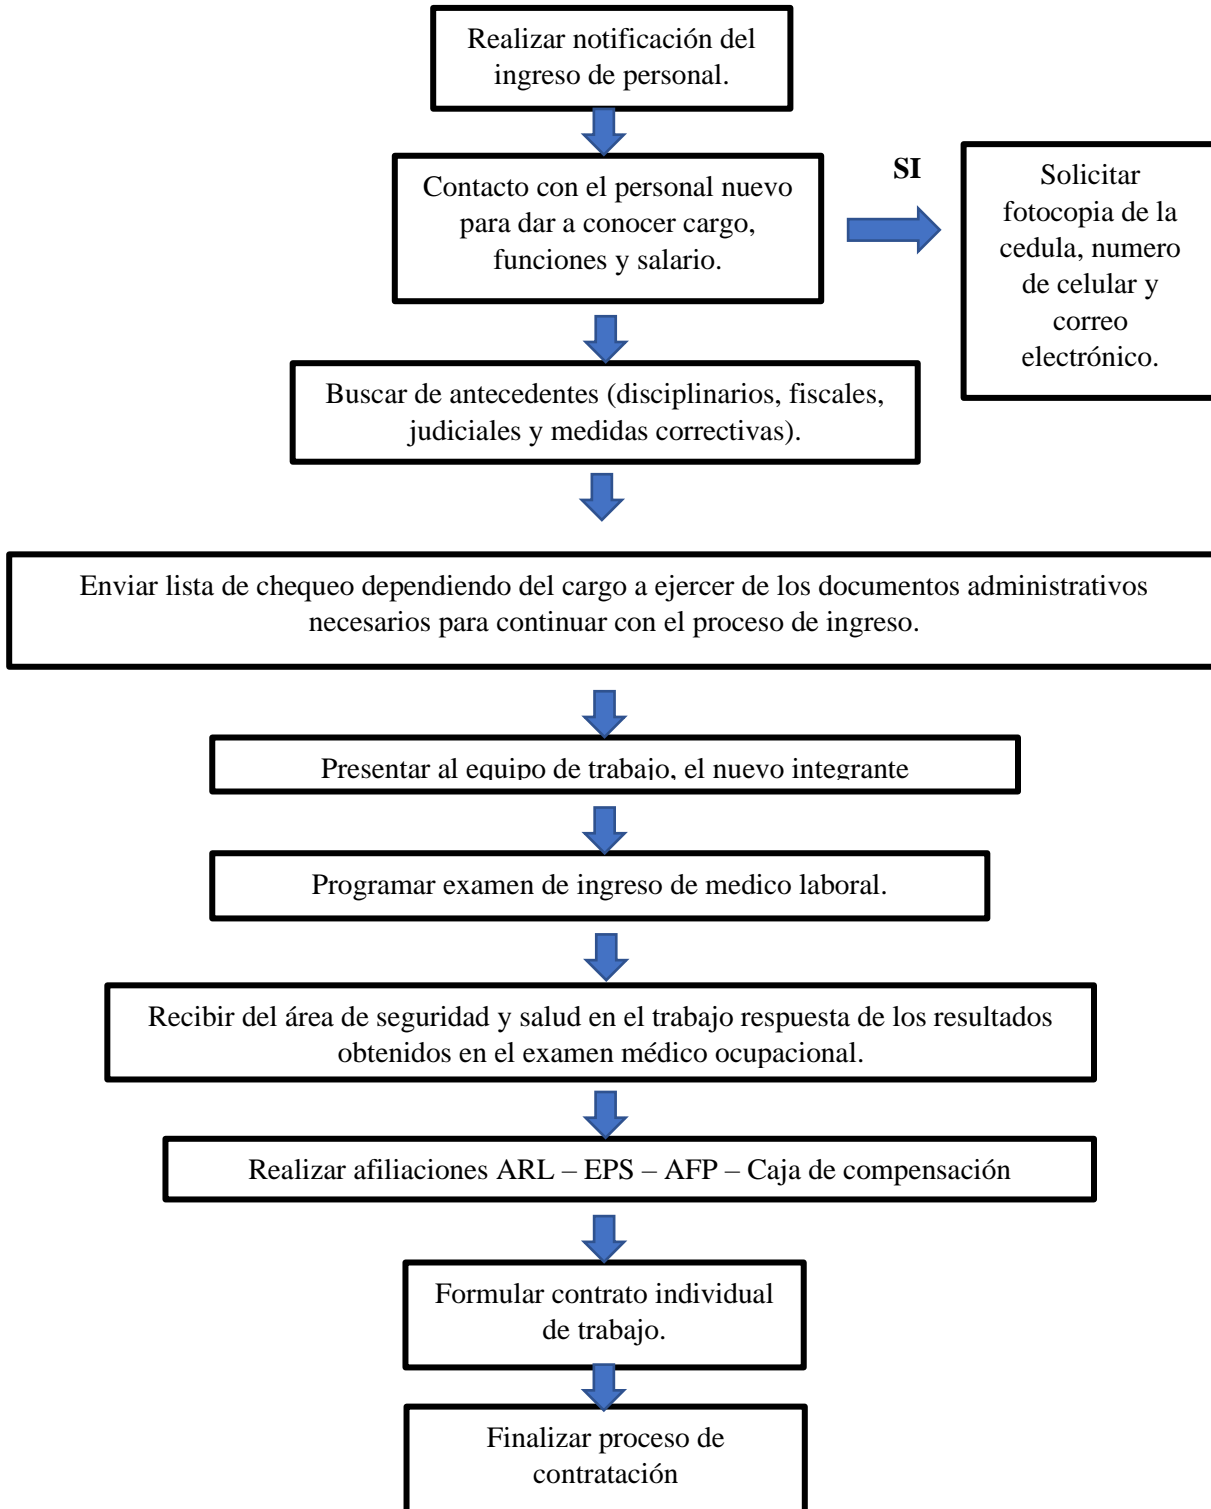 Realizar notificación del
ingreso de personal.
Contacto con el personal nuevo
para dar a conocer cargo,
funciones y salario.
SI
Solicitar
fotocopia de la
cedula, numero
de celular y
correo
electrónico.
Buscar de antecedentes (disciplinarios, fiscales,
judiciales y medidas correctivas).
Enviar lista de chequeo dependiendo del cargo a ejercer de los documentos administrativos
necesarios para continuar con el proceso de ingreso.
Presentar al equipo de trabajo, el nuevo integrante
Programar examen de ingreso de medico laboral.
Recibir del área de seguridad y salud en el trabajo respuesta de los resultados
obtenidos en el examen médico ocupacional.
Realizar afiliaciones ARL – EPS – AFP – Caja de compensación
Formular contrato individual
de trabajo.
Finalizar proceso de
contratación